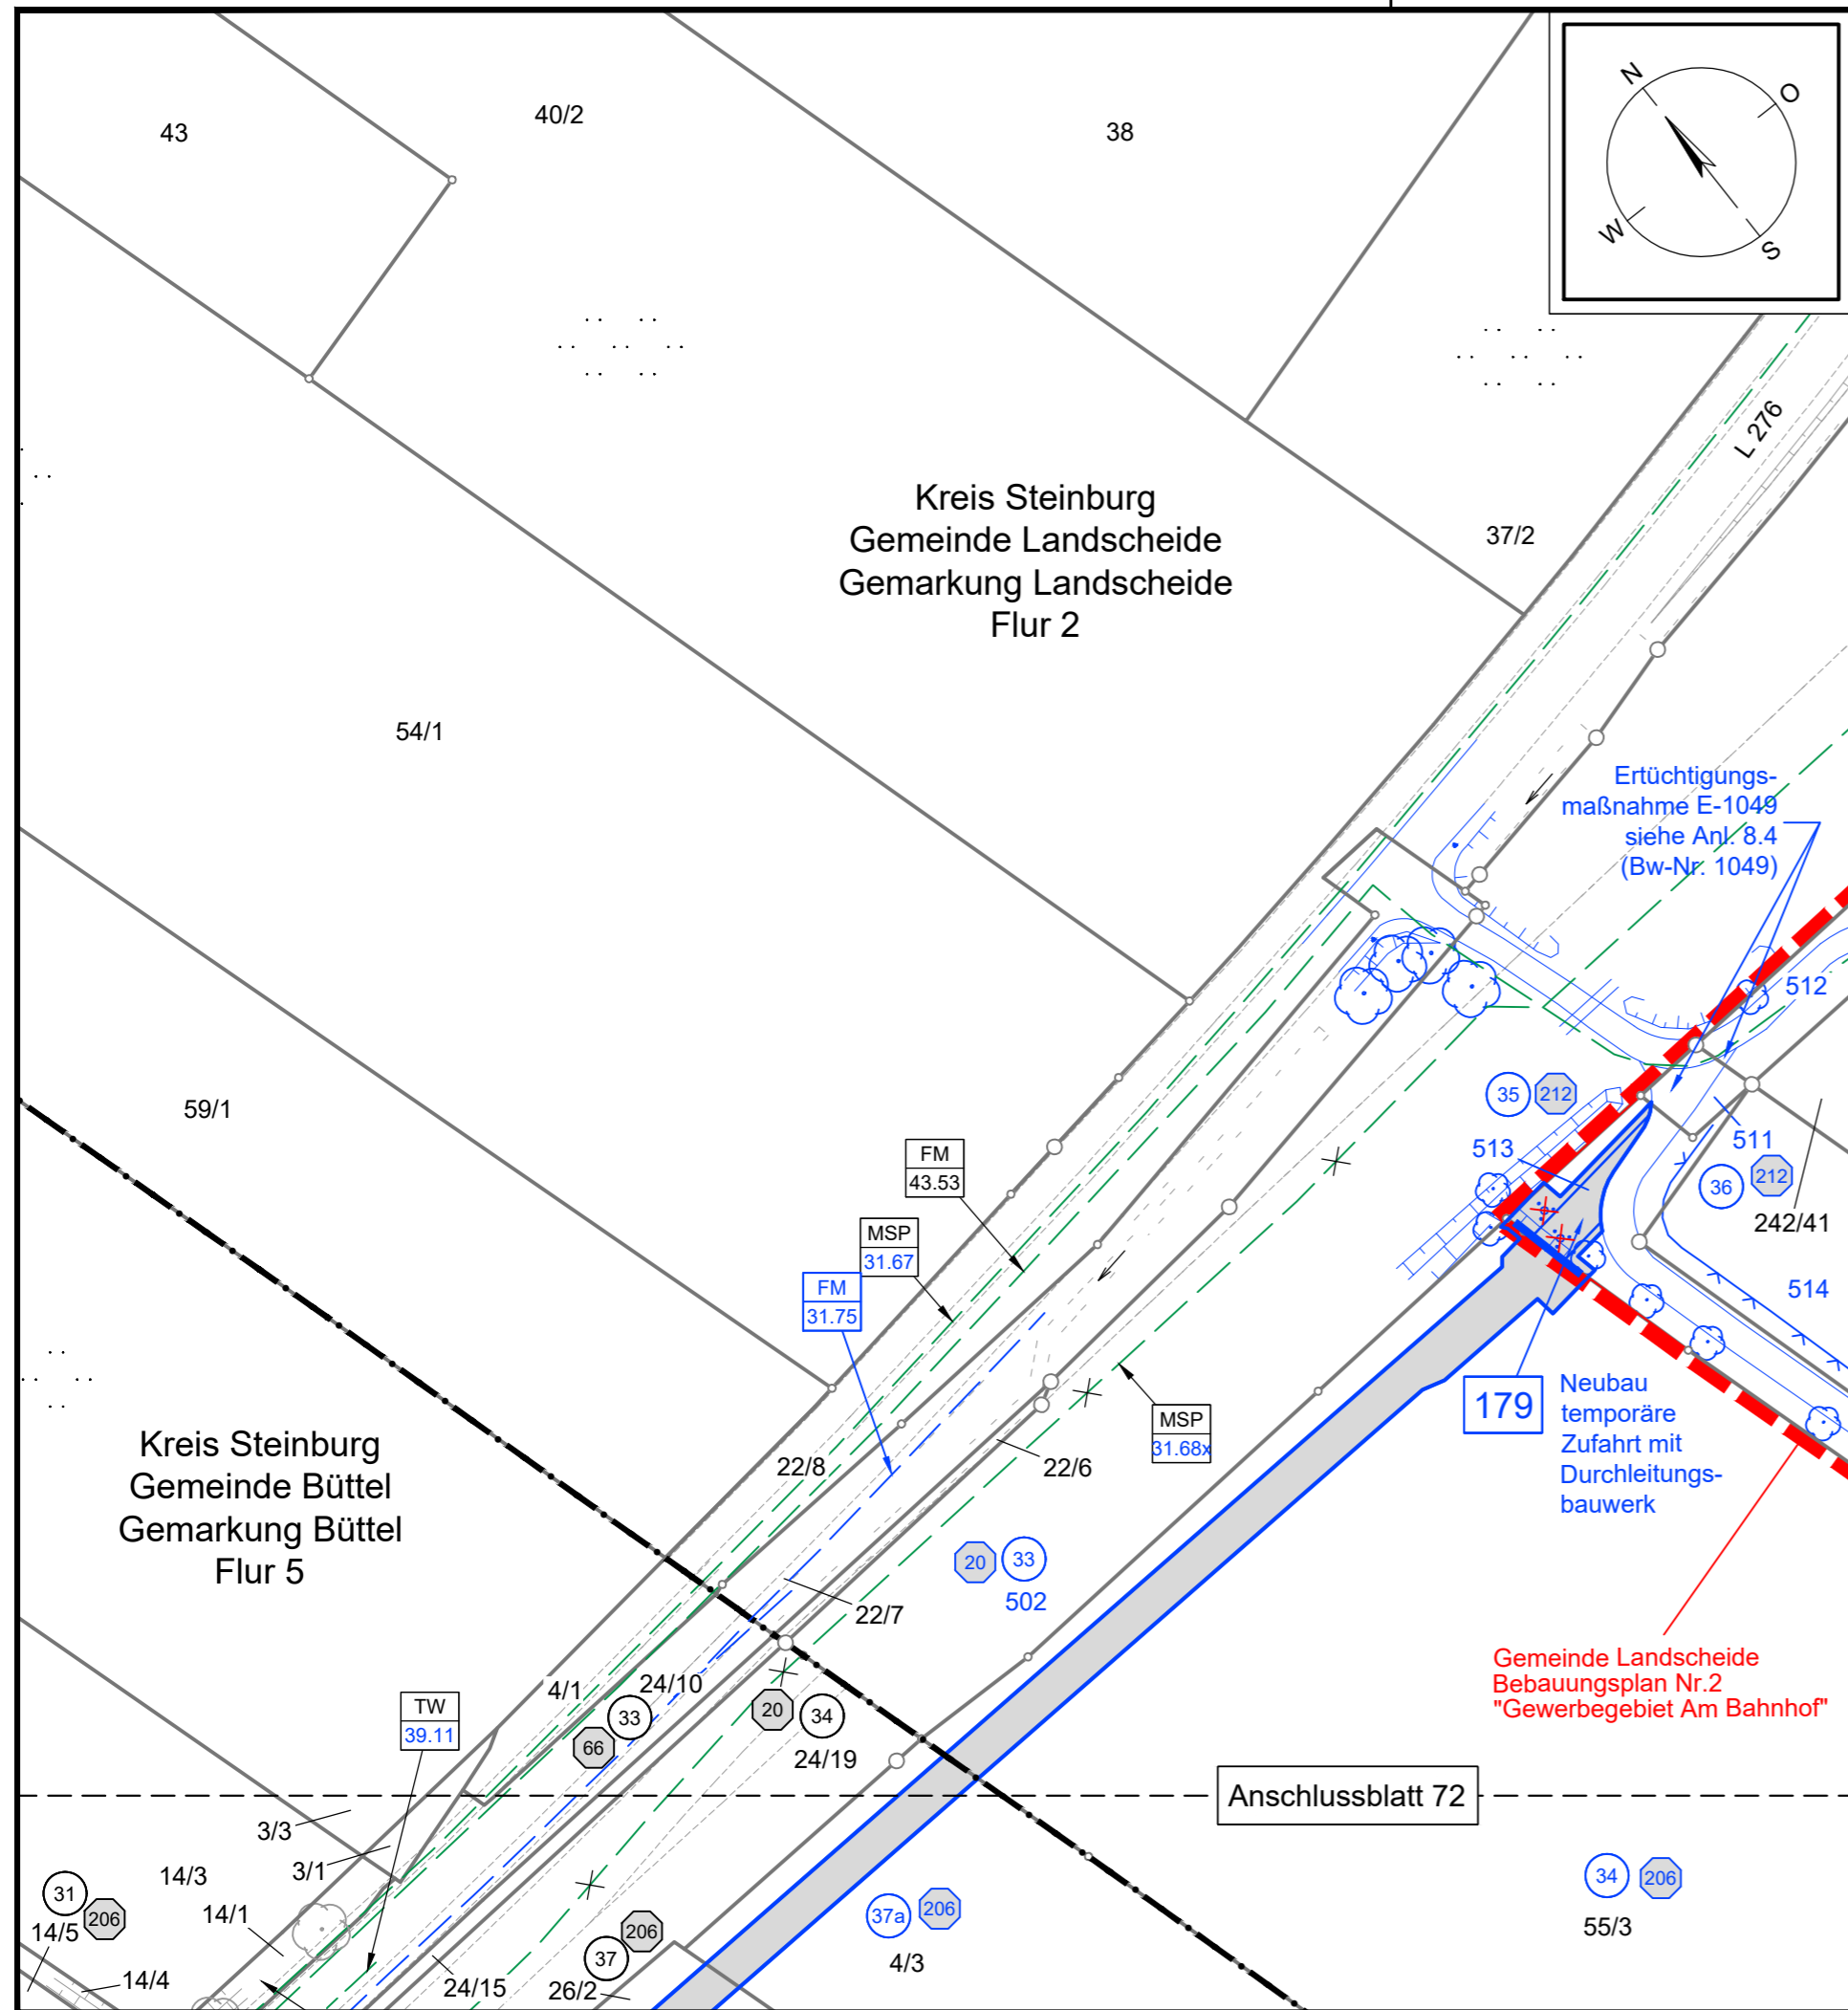 43
40/2
38
N
O
W
S
L 276
Kreis Steinburg
Gemeinde Landscheide
Gemarkung Landscheide
Flur 2
37/2
54/1
Ertüchtigungs-
maßnahme E-1049
siehe Anl. 8.4
(Bw-Nr. 1049)
512
59/1
35
212
513
511
36
212
242/41
514
FM
43.53
MSP
31.67
FM
31.75
179
Neubau
temporäre
Zufahrt mit
Durchleitungs-
bauwerk
MSP
31.68x
22/8
22/6
Kreis Steinburg
Gemeinde Büttel
Gemarkung Büttel
Flur 5
20
33
502
22/7
Gemeinde Landscheide
Bebauungsplan Nr.2
"Gewerbegebiet Am Bahnhof"
4/1
24/10
33
66
20
34
24/19
TW
39.11
Anschlussblatt 72
3/3
3/1
14/3
31
206
14/5
14/1
14/4
24/15
37
206
26/2
37a
206
4/3
34
206
55/3